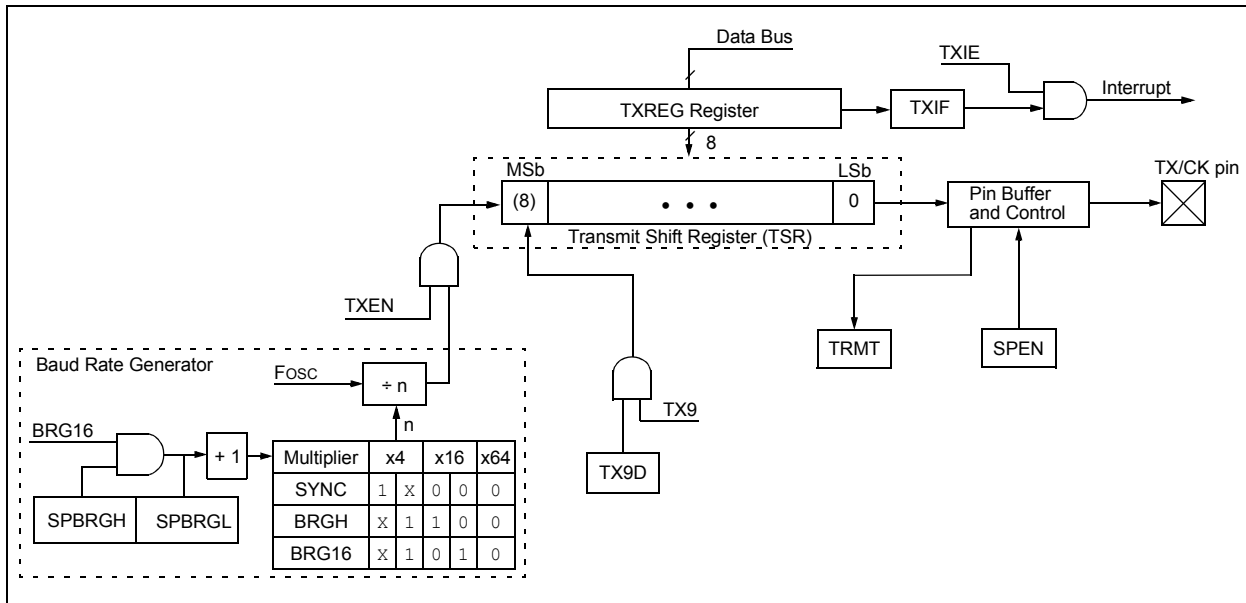 Data Bus
TXIE
Interrupt
TXREG Register
TXIF
8
MSb
LSb
TX/CK pin
(8)
• • •
0
Pin Buffer
and Control
Transmit Shift Register (TSR)
TXEN
TRMT
SPEN
Baud Rate Generator
FOSC
÷ n
n
TX9
BRG16
+ 1
TX9D
Multiplier x4 x16 x64
SYNC 1 X 0 0 0
BRGH X 1 1 0 0
BRG16 X 1 0 1 0
SPBRGH SPBRGL